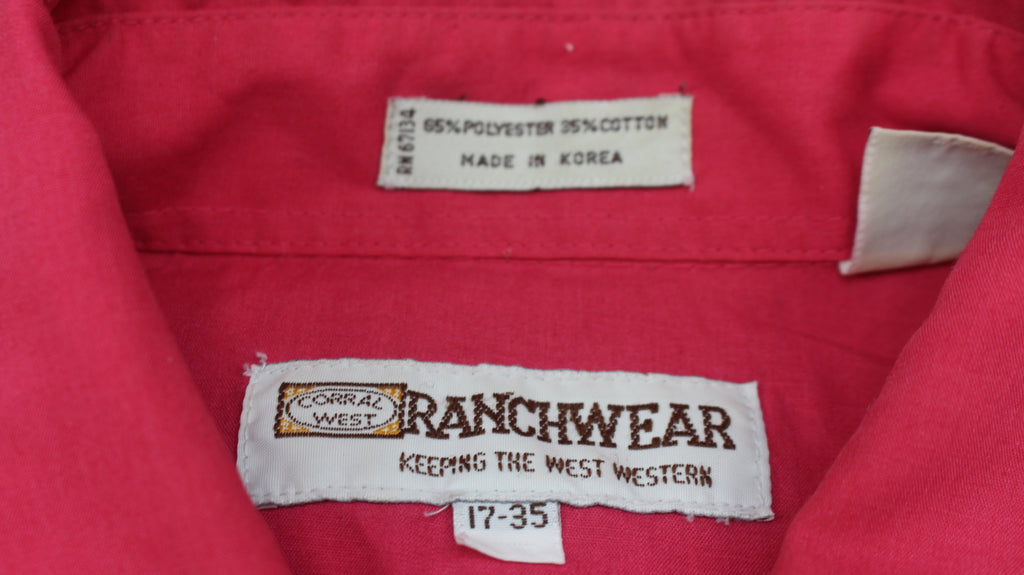 RN 67134
65% POLYESTER 35% COTTON
MADE IN KOREA
CORRAL
WEST
RANCHWEAR
KEEPING THE WEST WESTERN
17-35